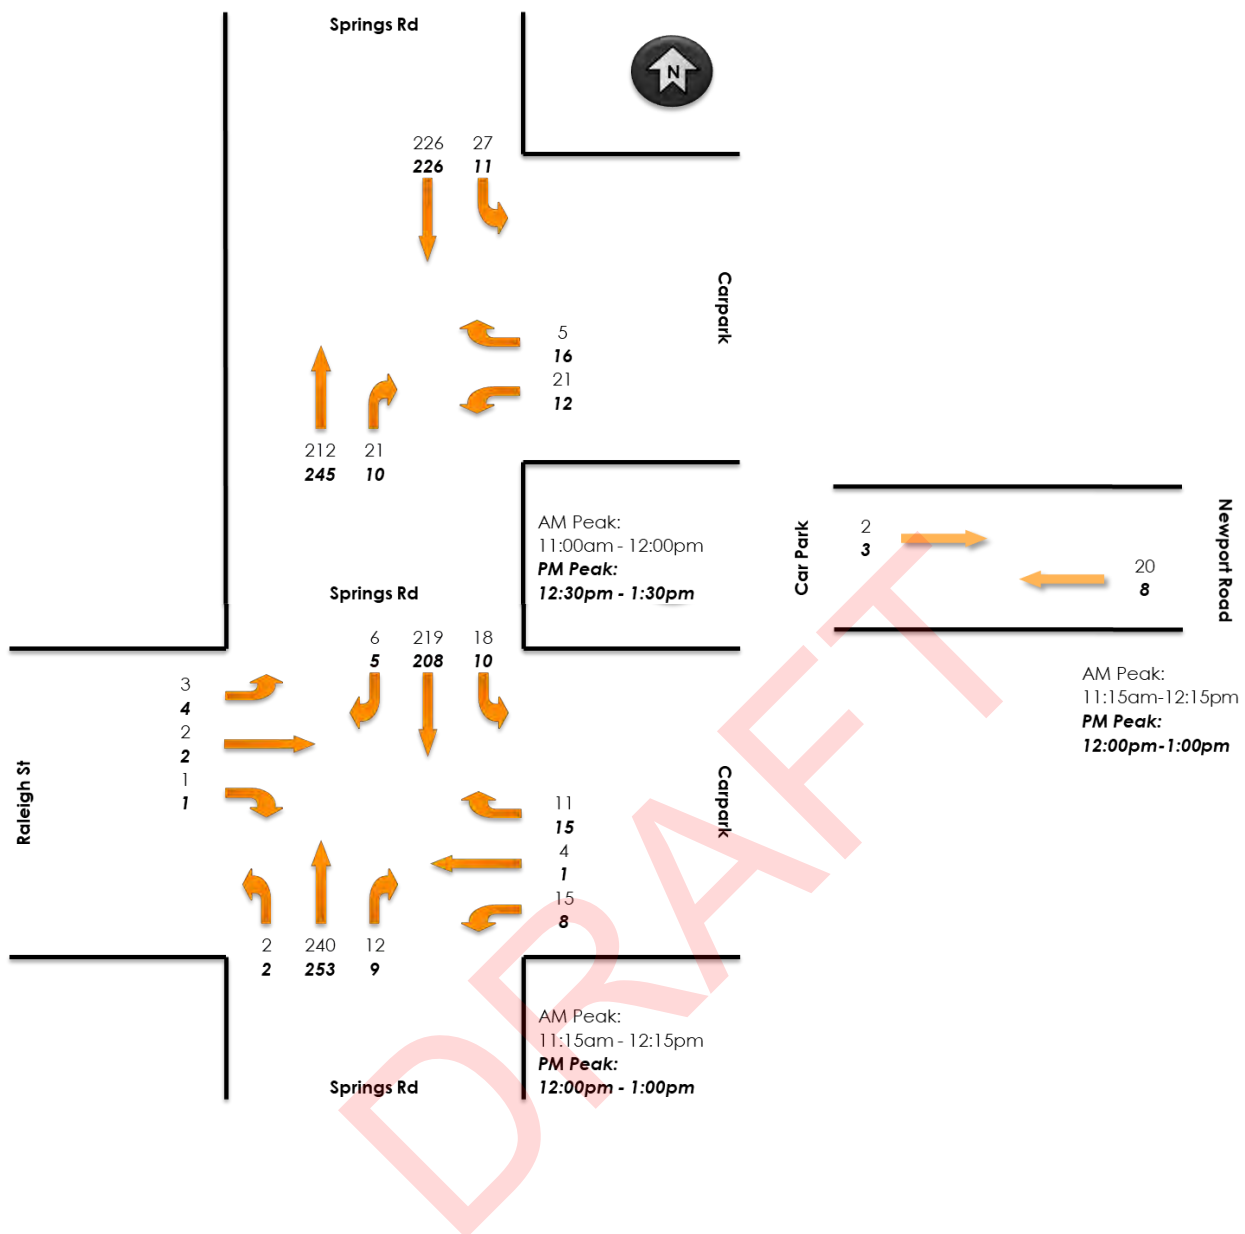 Springs Rd
N
226 27
226 11
Carpark
5
16
21
12
212 21
245 10
AM Peak:
11:00am - 12:00pm
PM Peak:
12:30pm - 1:30pm
Car Park
2
3
20
8
Newport Road
AM Peak:
11:15am-12:15pm
PM Peak:
12:00pm-1:00pm
Springs Rd
6 219 18
5 208 10
3
4
2
2
1
1
Raleigh St
Carpark
11
15
4
1
15
8
2 240 12
2 253 9
AM Peak:
11:15am - 12:15pm
PM Peak:
12:00pm - 1:00pm
Springs Rd
DRAFT